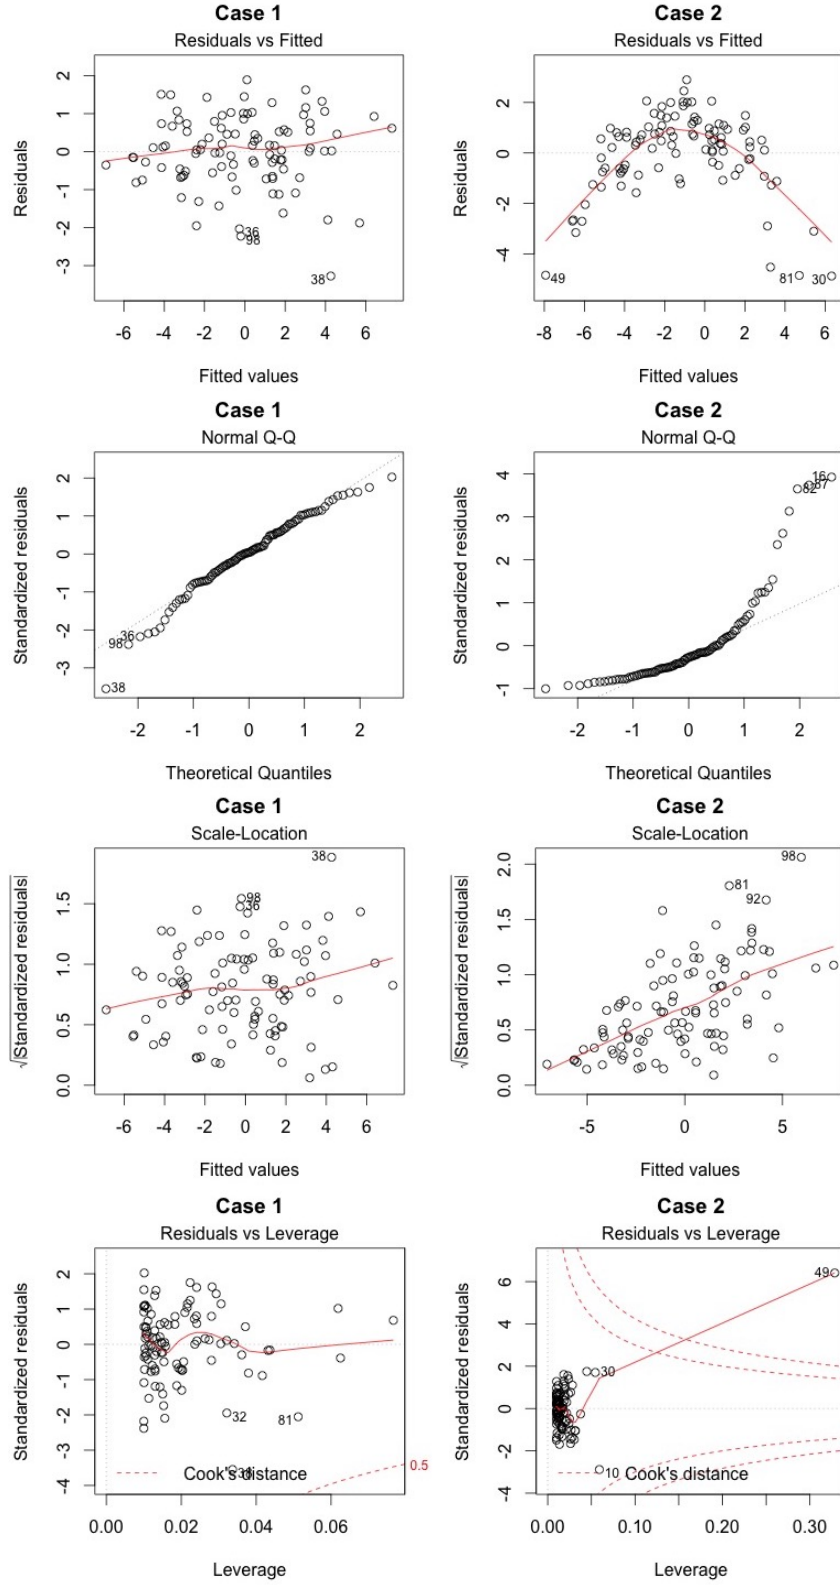 Case 1
Residuals vs Fitted
Residuals
2
1
0
-1
-2
-3
36
98
38
-6 -4 -2 0 2 4 6
Fitted values
Case 2
Residuals vs Fitted
Residuals
2
0
-2
-4
49
81
30
-8 -6 -4 -2 0 2 4 6
Fitted values
Case 1
Normal Q-Q
Standardized residuals
2
1
0
-1
-2
-3
36
98
38
-2 -1 0 1 2
Theoretical Quantiles
Case 2
Normal Q-Q
Standardized residuals
4
3
2
1
0
-1
16
87
82
-2 -1 0 1 2
Theoretical Quantiles
Case 1
Scale-Location
√|Standardized residuals|
1.5
1.0
0.5
0.0
38
98
36
-6 -4 -2 0 2 4 6
Fitted values
Case 2
Scale-Location
√|Standardized residuals|
2.0
1.5
1.0
0.5
0.0
98
81
92
-5 0 5
Fitted values
Case 1
Residuals vs Leverage
Standardized residuals
2
1
0
-1
-2
-3
-4
32
81
38
Cook's distance
0.5
0.00 0.02 0.04 0.06
Leverage
Case 2
Residuals vs Leverage
Standardized residuals
6
4
2
0
-2
-4
49
30
10
Cook's distance
0.00 0.10 0.20 0.30
Leverage